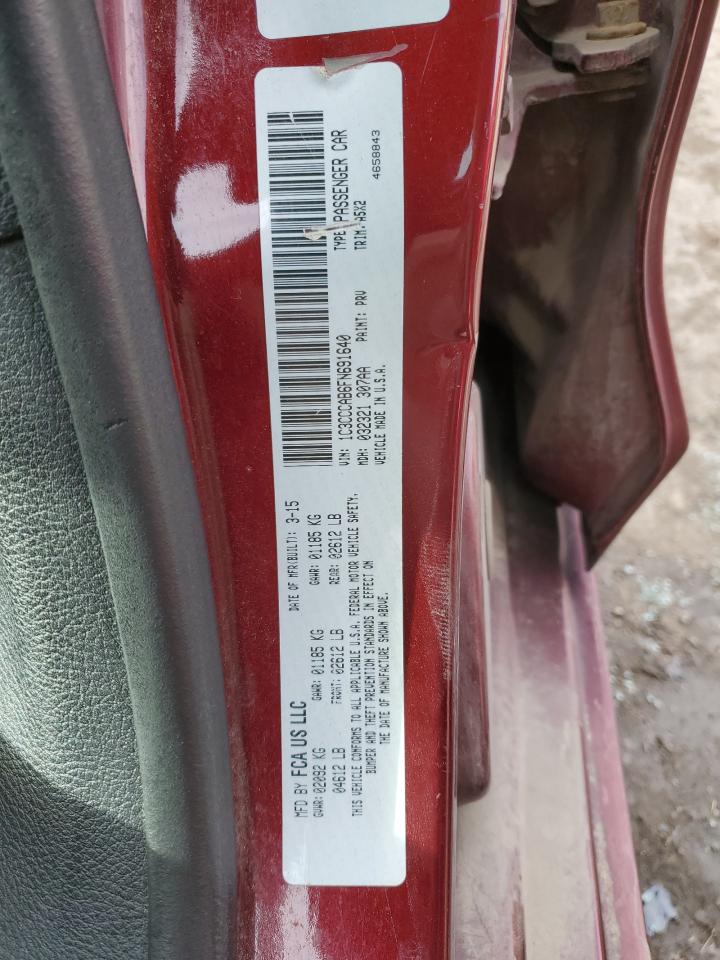 MFD BY FCA US LLC
DATE OF MFR(BUILT): 3-15
GVWR: 02092 KG
GAWR: 01185 KG
GAWR: 01185 KG
04612 LB
FRONT: 02612 LB
REAR: 02612 LB
THIS VEHICLE CONFORMS TO ALL APPLICABLE U.S.A. FEDERAL MOTOR VEHICLE SAFETY,
BUMPER AND THEFT PREVENTION STANDARDS IN EFFECT ON
THE DATE OF MANUFACTURE SHOWN ABOVE.
VIN: 1C3CCCAB6FN691640
TYPE: PASSENGER CAR
MDH: 032321 307AA
PAINT: PRV
TRIM: A5X2
VEHICLE MADE IN U.S.A.
4658843